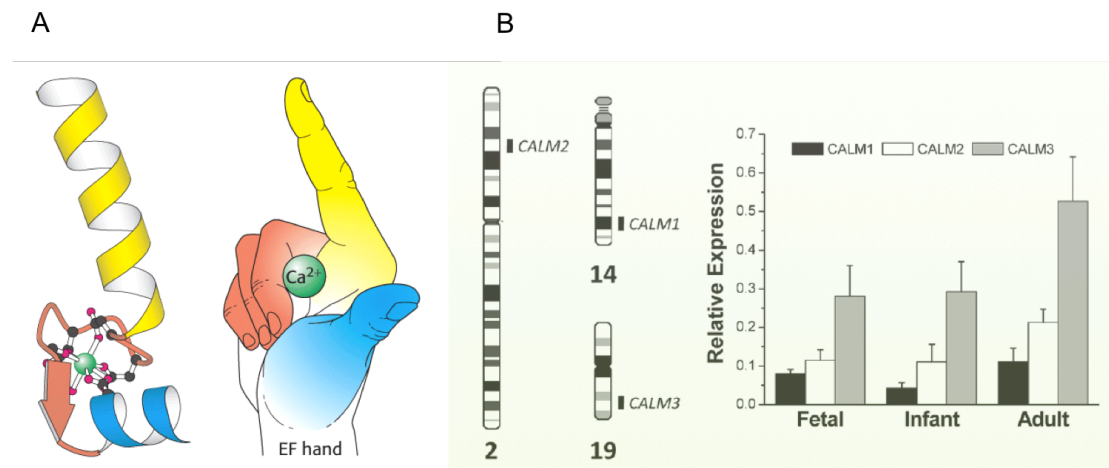 A
B
Ca2+
EF hand
CALM2
2
CALM1
14
CALM3
19
Relative Expression
0.7
0.6
0.5
0.4
0.3
0.2
0.1
0.0
CALM1 CALM2 CALM3
Fetal Infant Adult